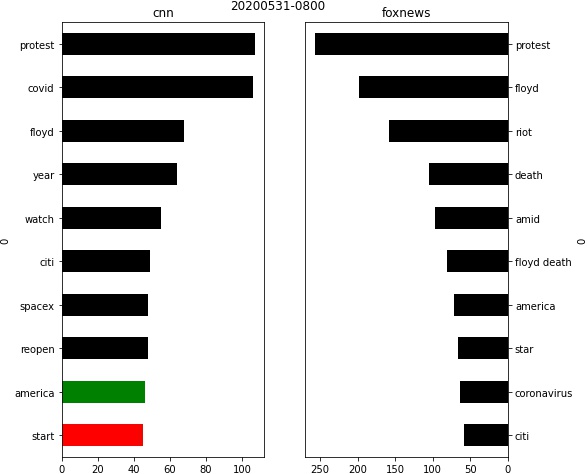 20200531-0800
cnn
foxnews
protest
covid
floyd
year
watch
citi
spacex
reopen
america
start
0
0 20 40 60 80 100
protest
floyd
riot
death
amid
floyd death
america
star
coronavirus
citi
0
250 200 150 100 50 0